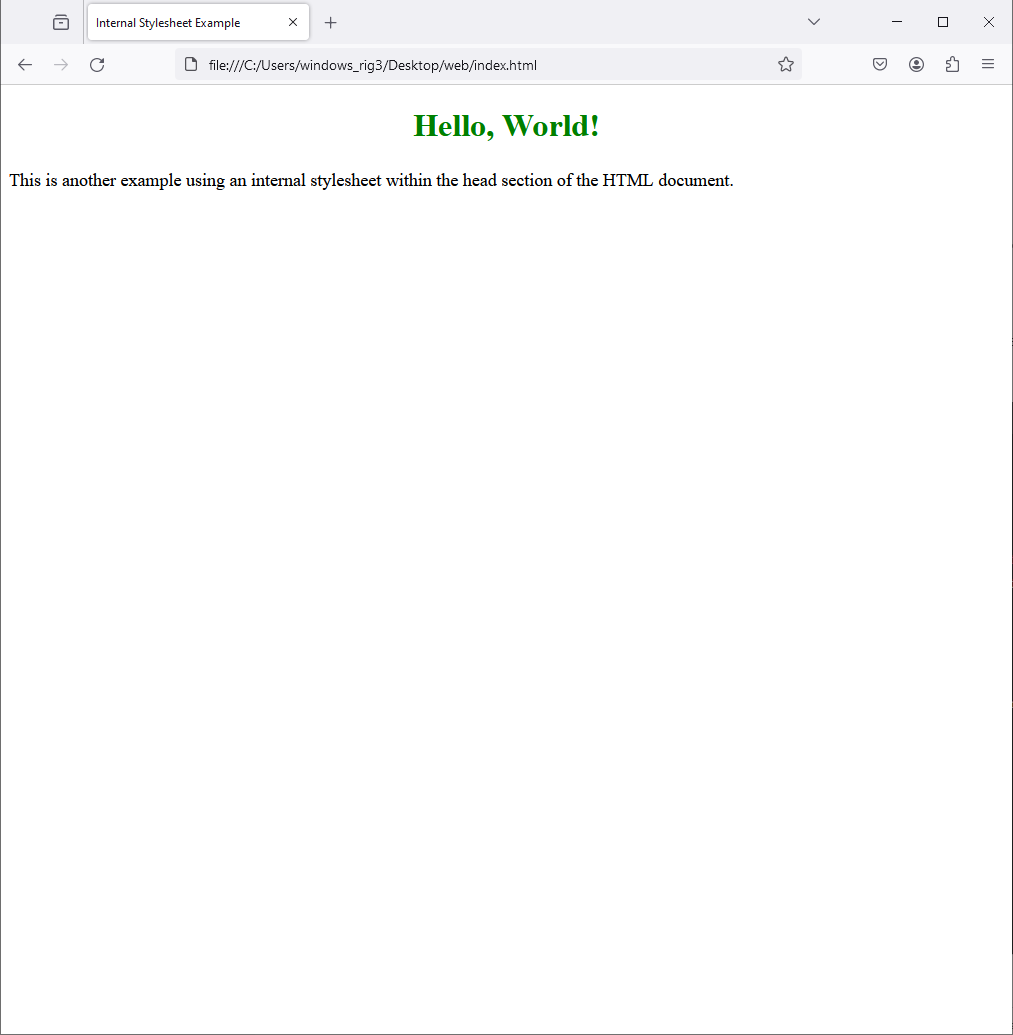 Internal Stylesheet Example
file:///C:/Users/windows_rig3/Desktop/web/index.html
Hello, World!
This is another example using an internal stylesheet within the head section of the HTML document.